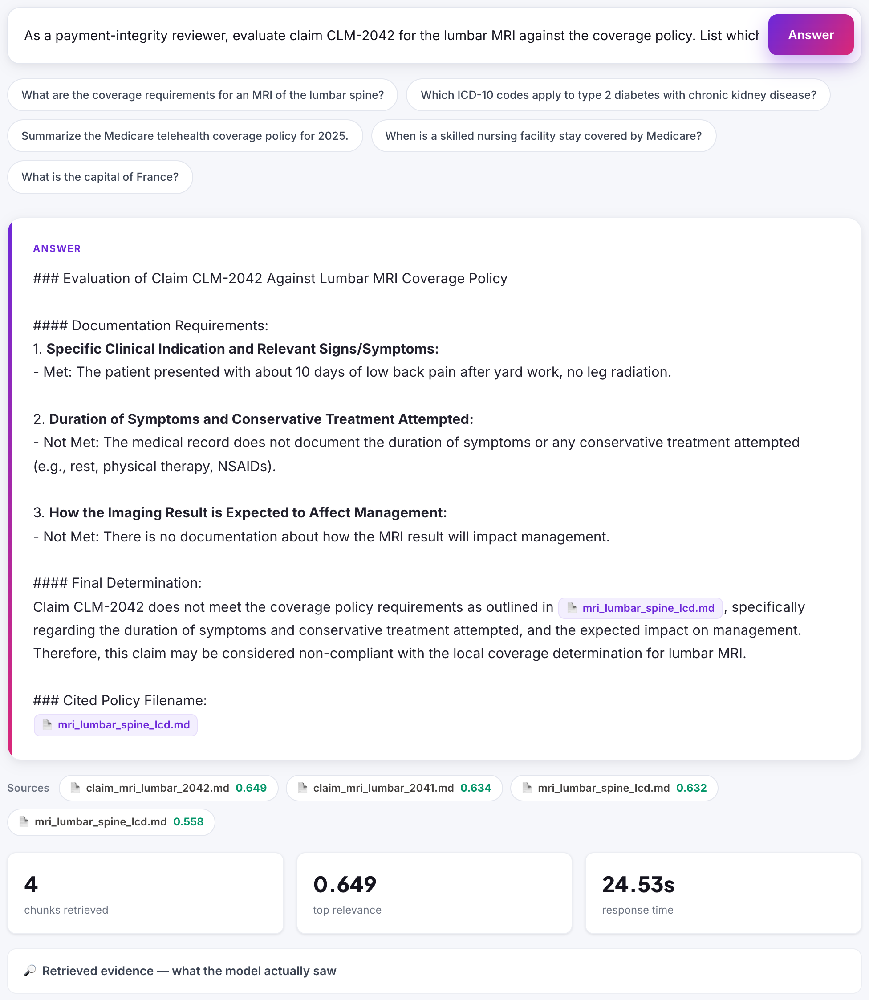 As a payment-integrity reviewer, evaluate claim CLM-2042 for the lumbar MRI against the coverage policy. List which
Answer
What are the coverage requirements for an MRI of the lumbar spine?
Which ICD-10 codes apply to type 2 diabetes with chronic kidney disease?
Summarize the Medicare telehealth coverage policy for 2025.
When is a skilled nursing facility stay covered by Medicare?
What is the capital of France?
ANSWER
### Evaluation of Claim CLM-2042 Against Lumbar MRI Coverage Policy
#### Documentation Requirements:
1. Specific Clinical Indication and Relevant Signs/Symptoms:
- Met: The patient presented with about 10 days of low back pain after yard work, no leg radiation.
2. Duration of Symptoms and Conservative Treatment Attempted:
- Not Met: The medical record does not document the duration of symptoms or any conservative treatment attempted
(e.g., rest, physical therapy, NSAIDs).
3. How the Imaging Result is Expected to Affect Management:
- Not Met: There is no documentation about how the MRI result will impact management.
#### Final Determination:
Claim CLM-2042 does not meet the coverage policy requirements as outlined in mri_lumbar_spine_lcd.md, specifically
regarding the duration of symptoms and conservative treatment attempted, and the expected impact on management.
Therefore, this claim may be considered non-compliant with the local coverage determination for lumbar MRI.
### Cited Policy Filename:
mri_lumbar_spine_lcd.md
Sources claim_mri_lumbar_2042.md 0.649 claim_mri_lumbar_2041.md 0.634 mri_lumbar_spine_lcd.md 0.632
mri_lumbar_spine_lcd.md 0.558
4
chunks retrieved
0.649
top relevance
24.53s
response time
Retrieved evidence — what the model actually saw